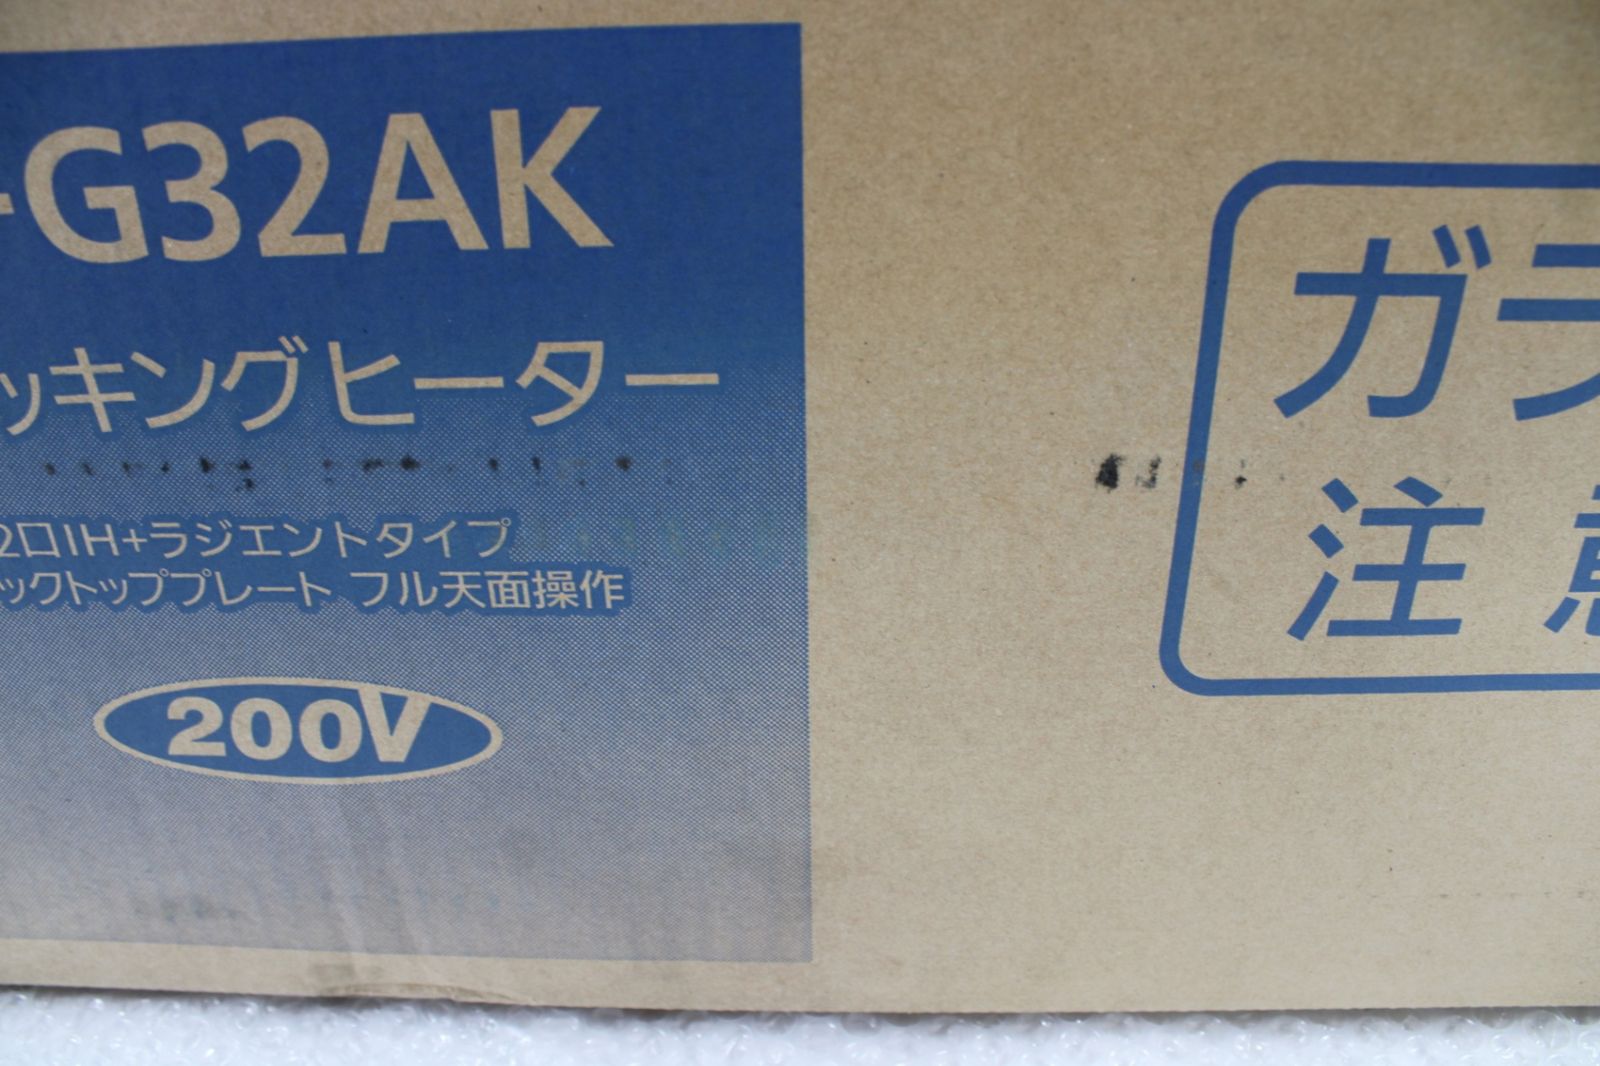 -G32AK
ッキングヒーター
2口IH+ラジエントタイプ
ックトッププレート フル天面操作
200V
ガラ
注意